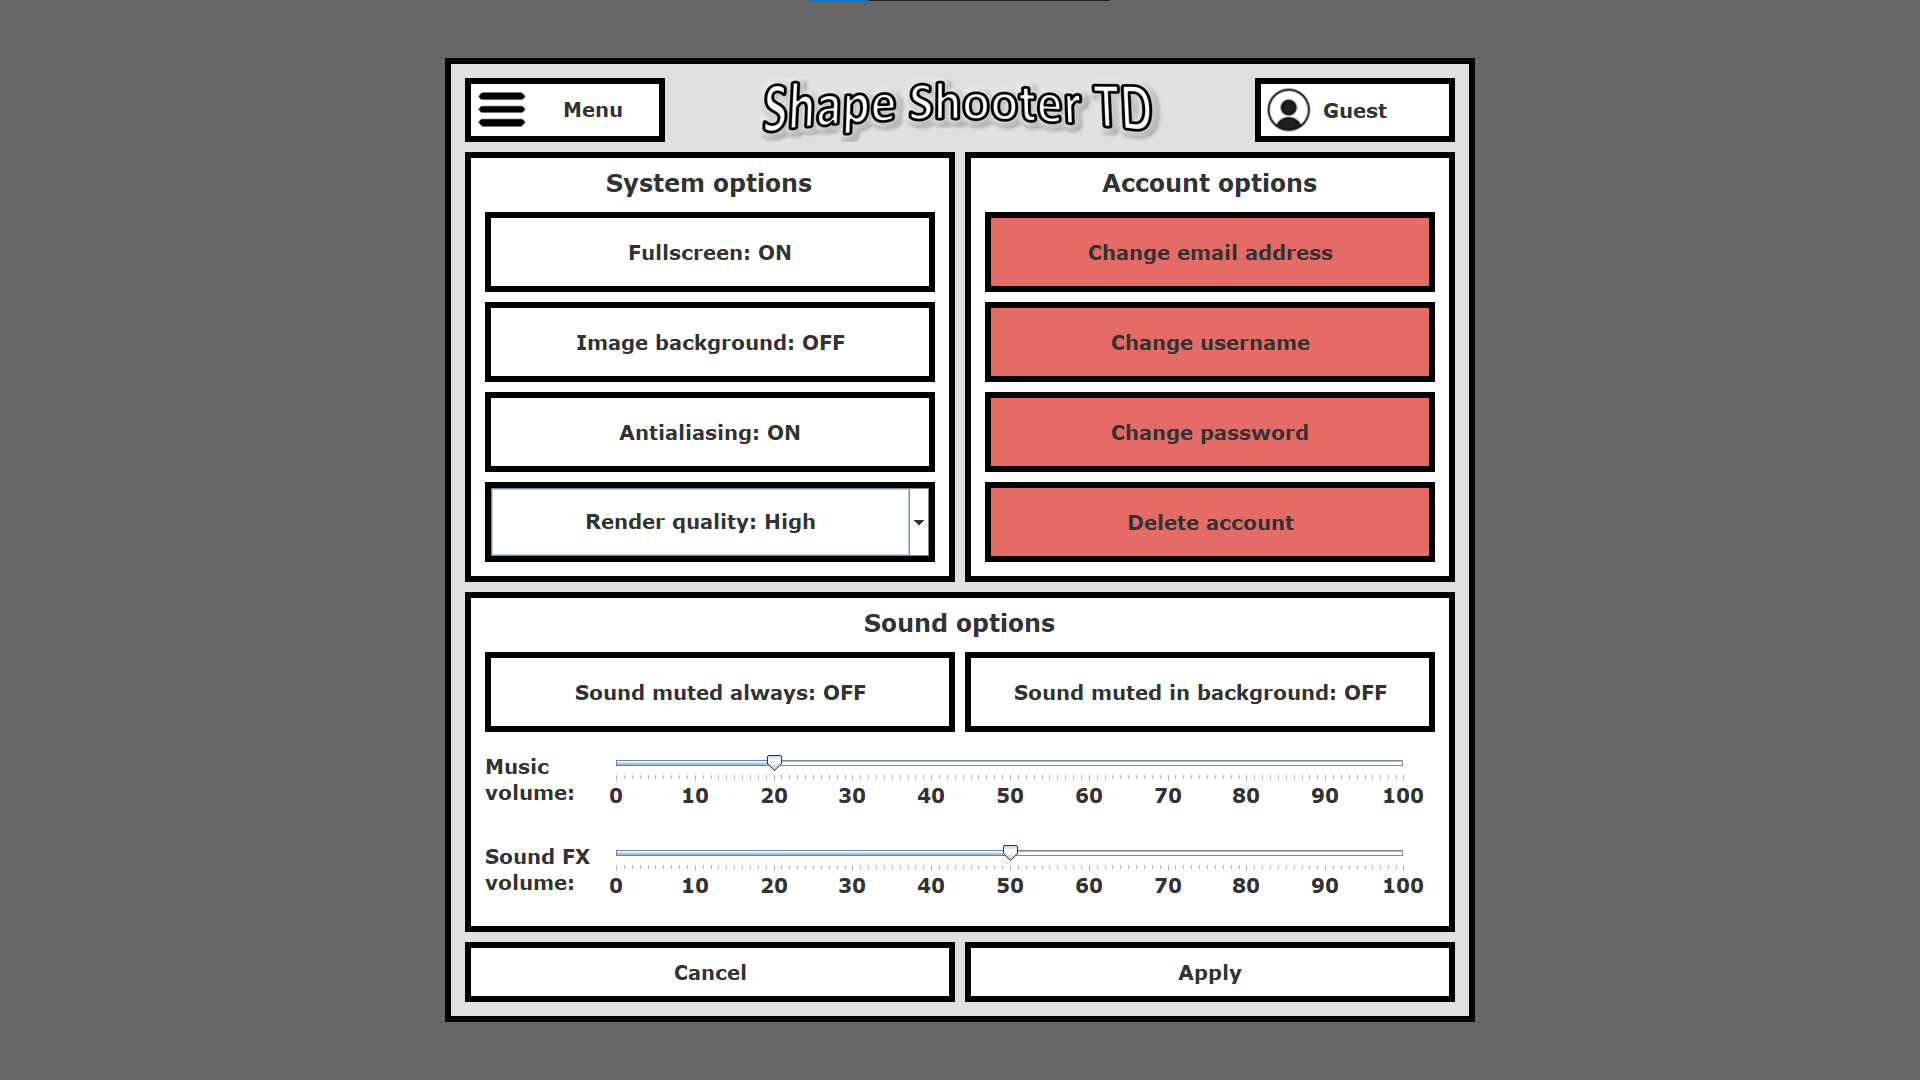 Menu
Shape Shooter TD
Guest
System options
Fullscreen: ON
Image background: OFF
Antialiasing: ON
Render quality: High
Account options
Change email address
Change username
Change password
Delete account
Sound options
Sound muted always: OFF
Sound muted in background: OFF
Music
volume:
0 10 20 30 40 50 60 70 80 90 100
Sound FX
volume:
0 10 20 30 40 50 60 70 80 90 100
Cancel
Apply